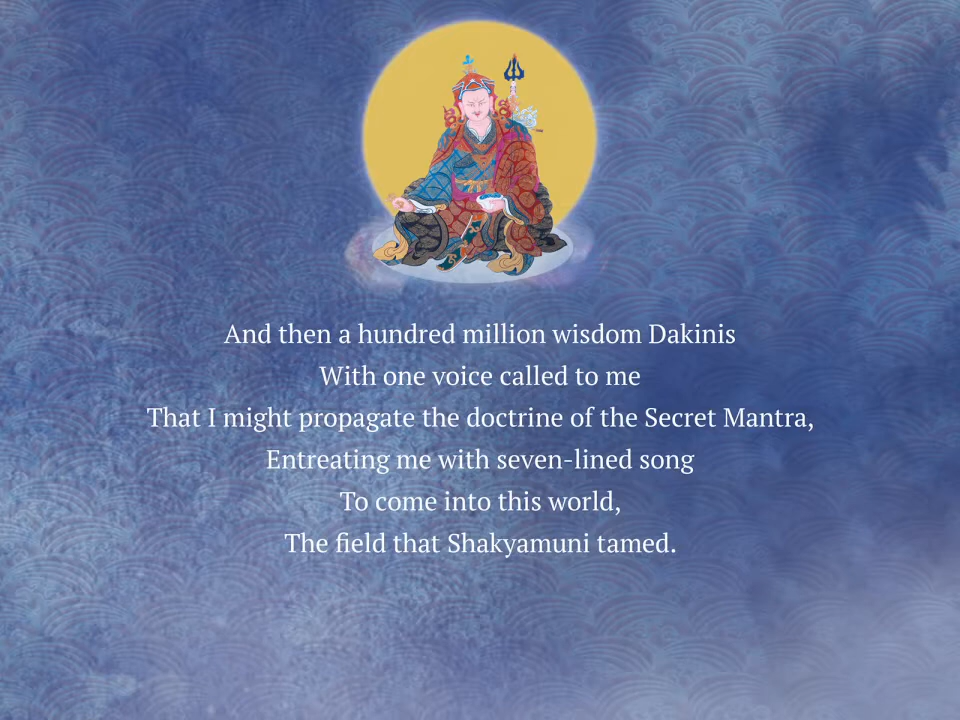 And then a hundred million wisdom Dakinis
With one voice called to me
That I might propagate the doctrine of the Secret Mantra,
Entreating me with seven-lined song
To come into this world,
The field that Shakyamuni tamed.